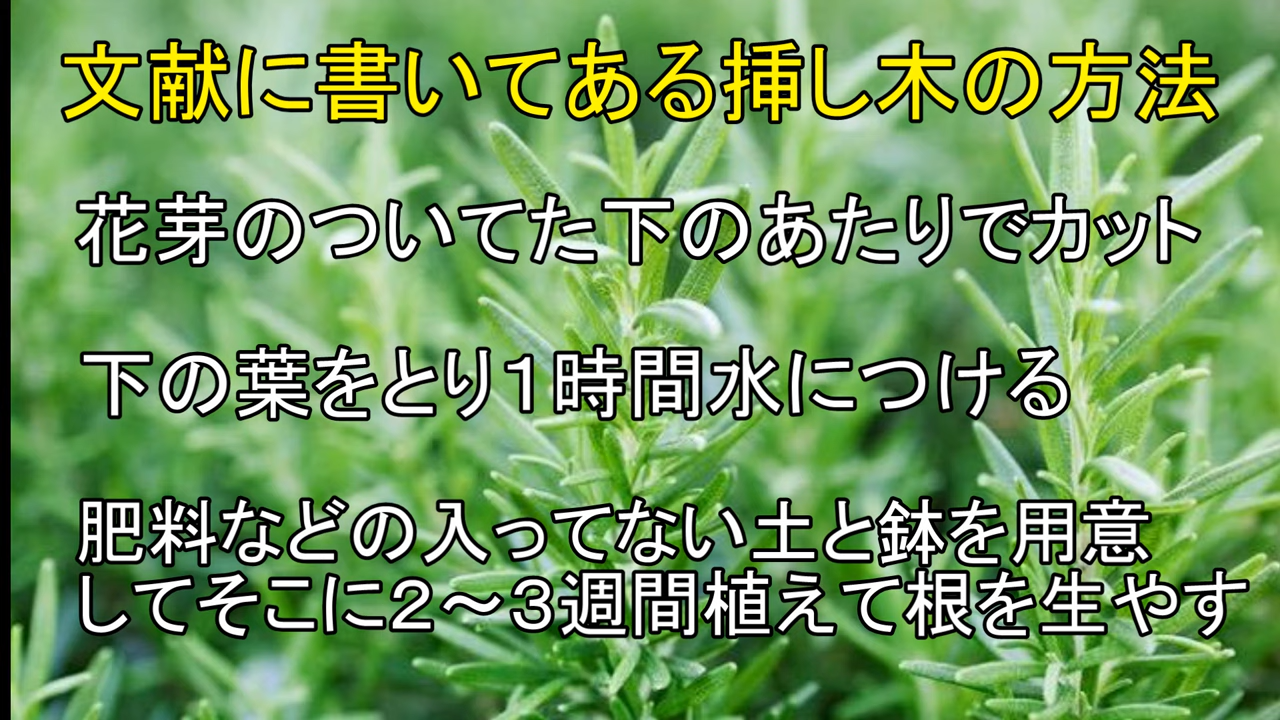 文献に書いてある挿し木の方法
花芽のついてた下のあたりでカット
下の葉をとり1時間水につける
肥料などの入ってない土と鉢を用意
してそこに２～３週間植えて根を生やす